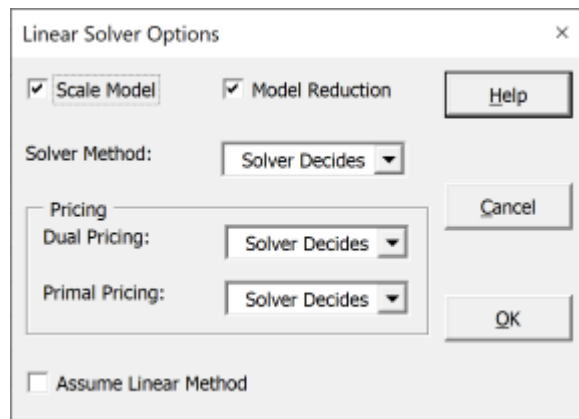 Linear Solver Options
Scale Model
Model Reduction
Help
Solver Method:
Solver Decides
Pricing
Cancel
Dual Pricing:
Solver Decides
Primal Pricing:
Solver Decides
OK
Assume Linear Method